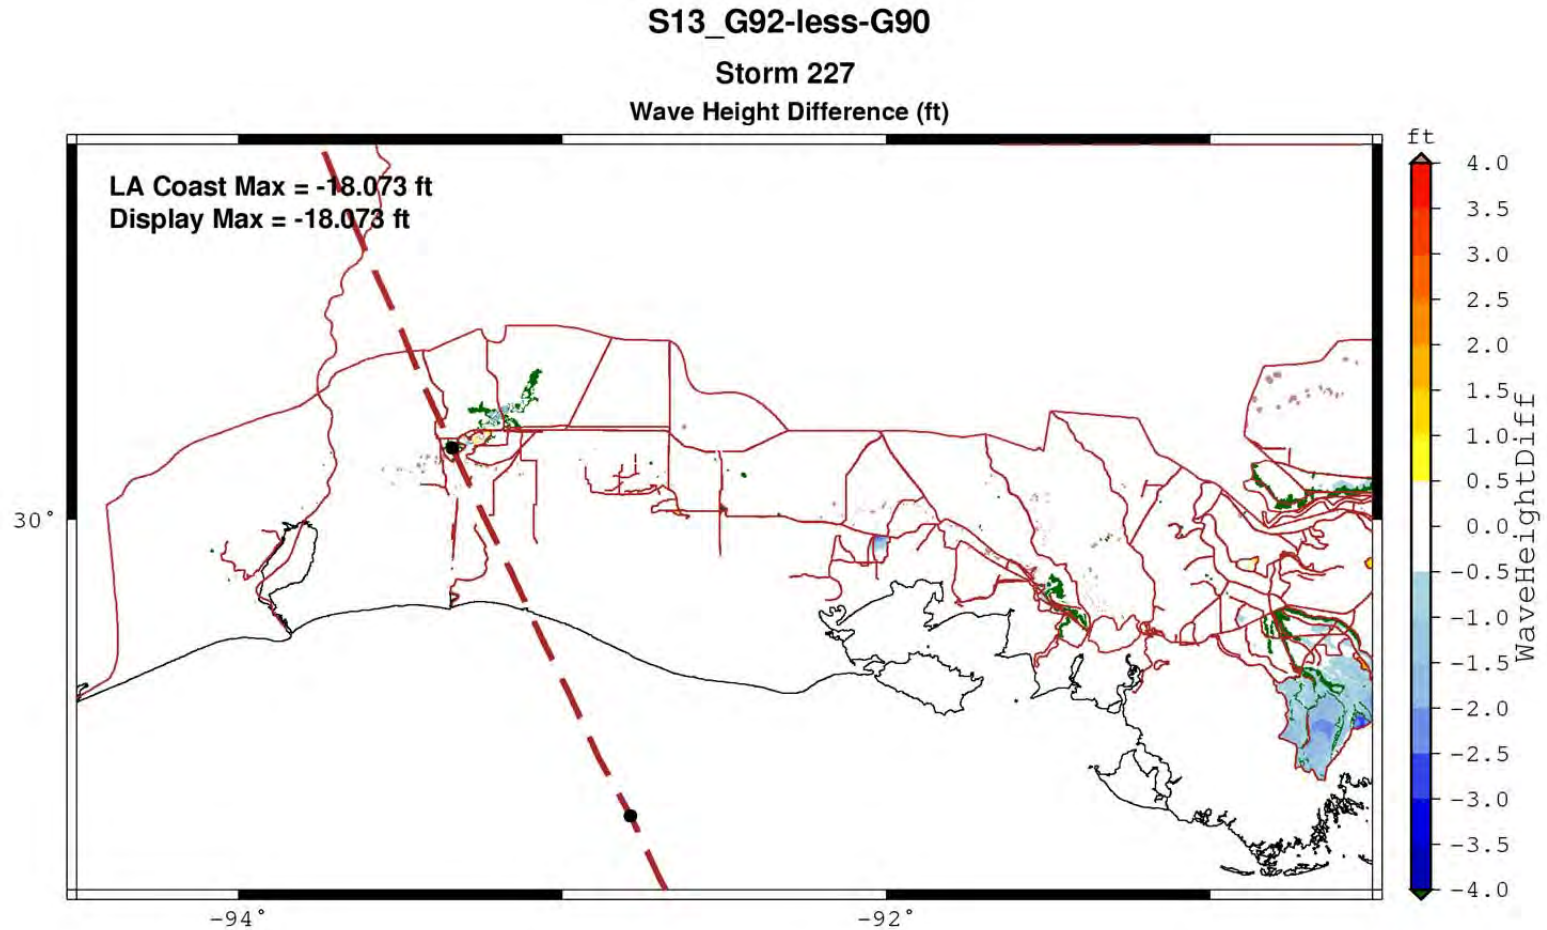 S13_G92-less-G90
Storm 227
Wave Height Difference (ft)
LA Coast Max = -18.073 ft
Display Max = -18.073 ft
ft
4.0
3.5
3.0
2.5
2.0
1.5
1.0
0.5
0.0
-0.5
-1.0
-1.5
-2.0
-2.5
-3.0
-3.5
-4.0
WaveHeightDiff
30°
-94°
-92°